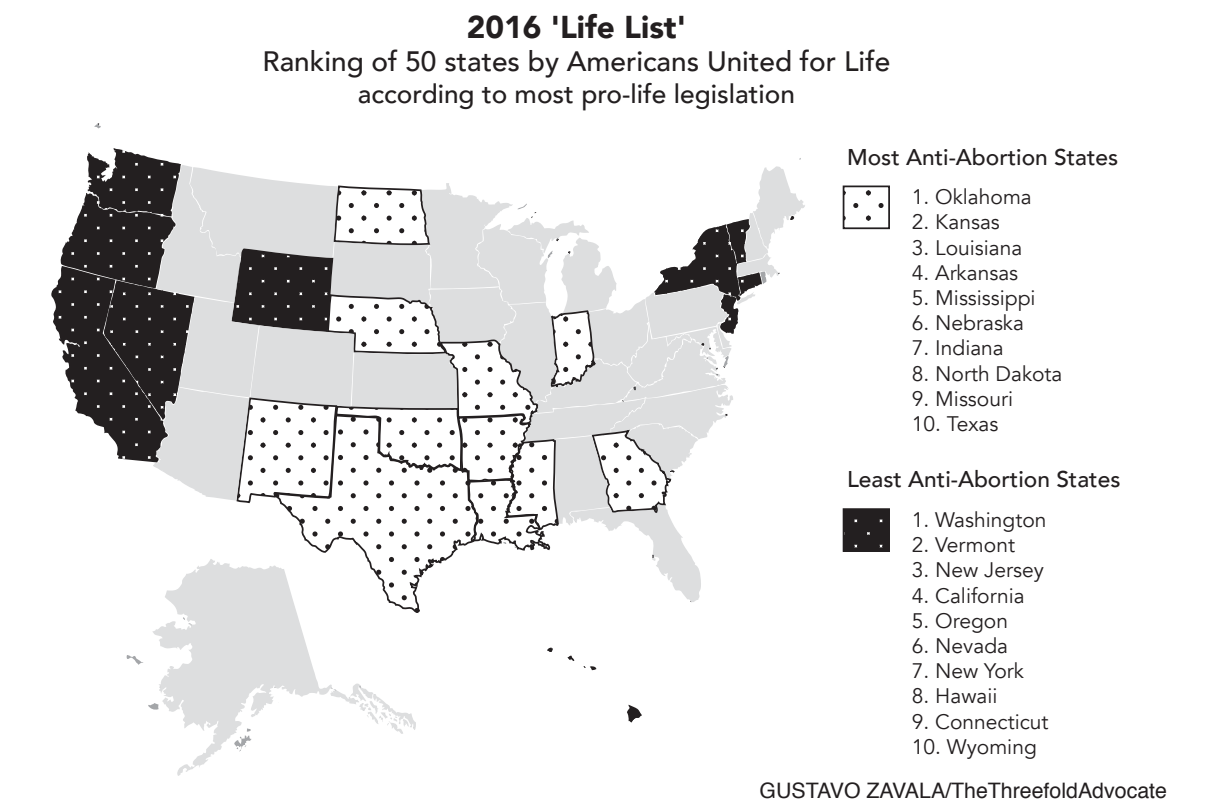 2016 'Life List'
Ranking of 50 states by Americans United for Life
according to most pro-life legislation
Most Anti-Abortion States
1. Oklahoma
2. Kansas
3. Louisiana
4. Arkansas
5. Mississippi
6. Nebraska
7. Indiana
8. North Dakota
9. Missouri
10. Texas
Least Anti-Abortion States
1. Washington
2. Vermont
3. New Jersey
4. California
5. Oregon
6. Nevada
7. New York
8. Hawaii
9. Connecticut
10. Wyoming
GUSTAVO ZAVALA/TheThreefoldAdvocate